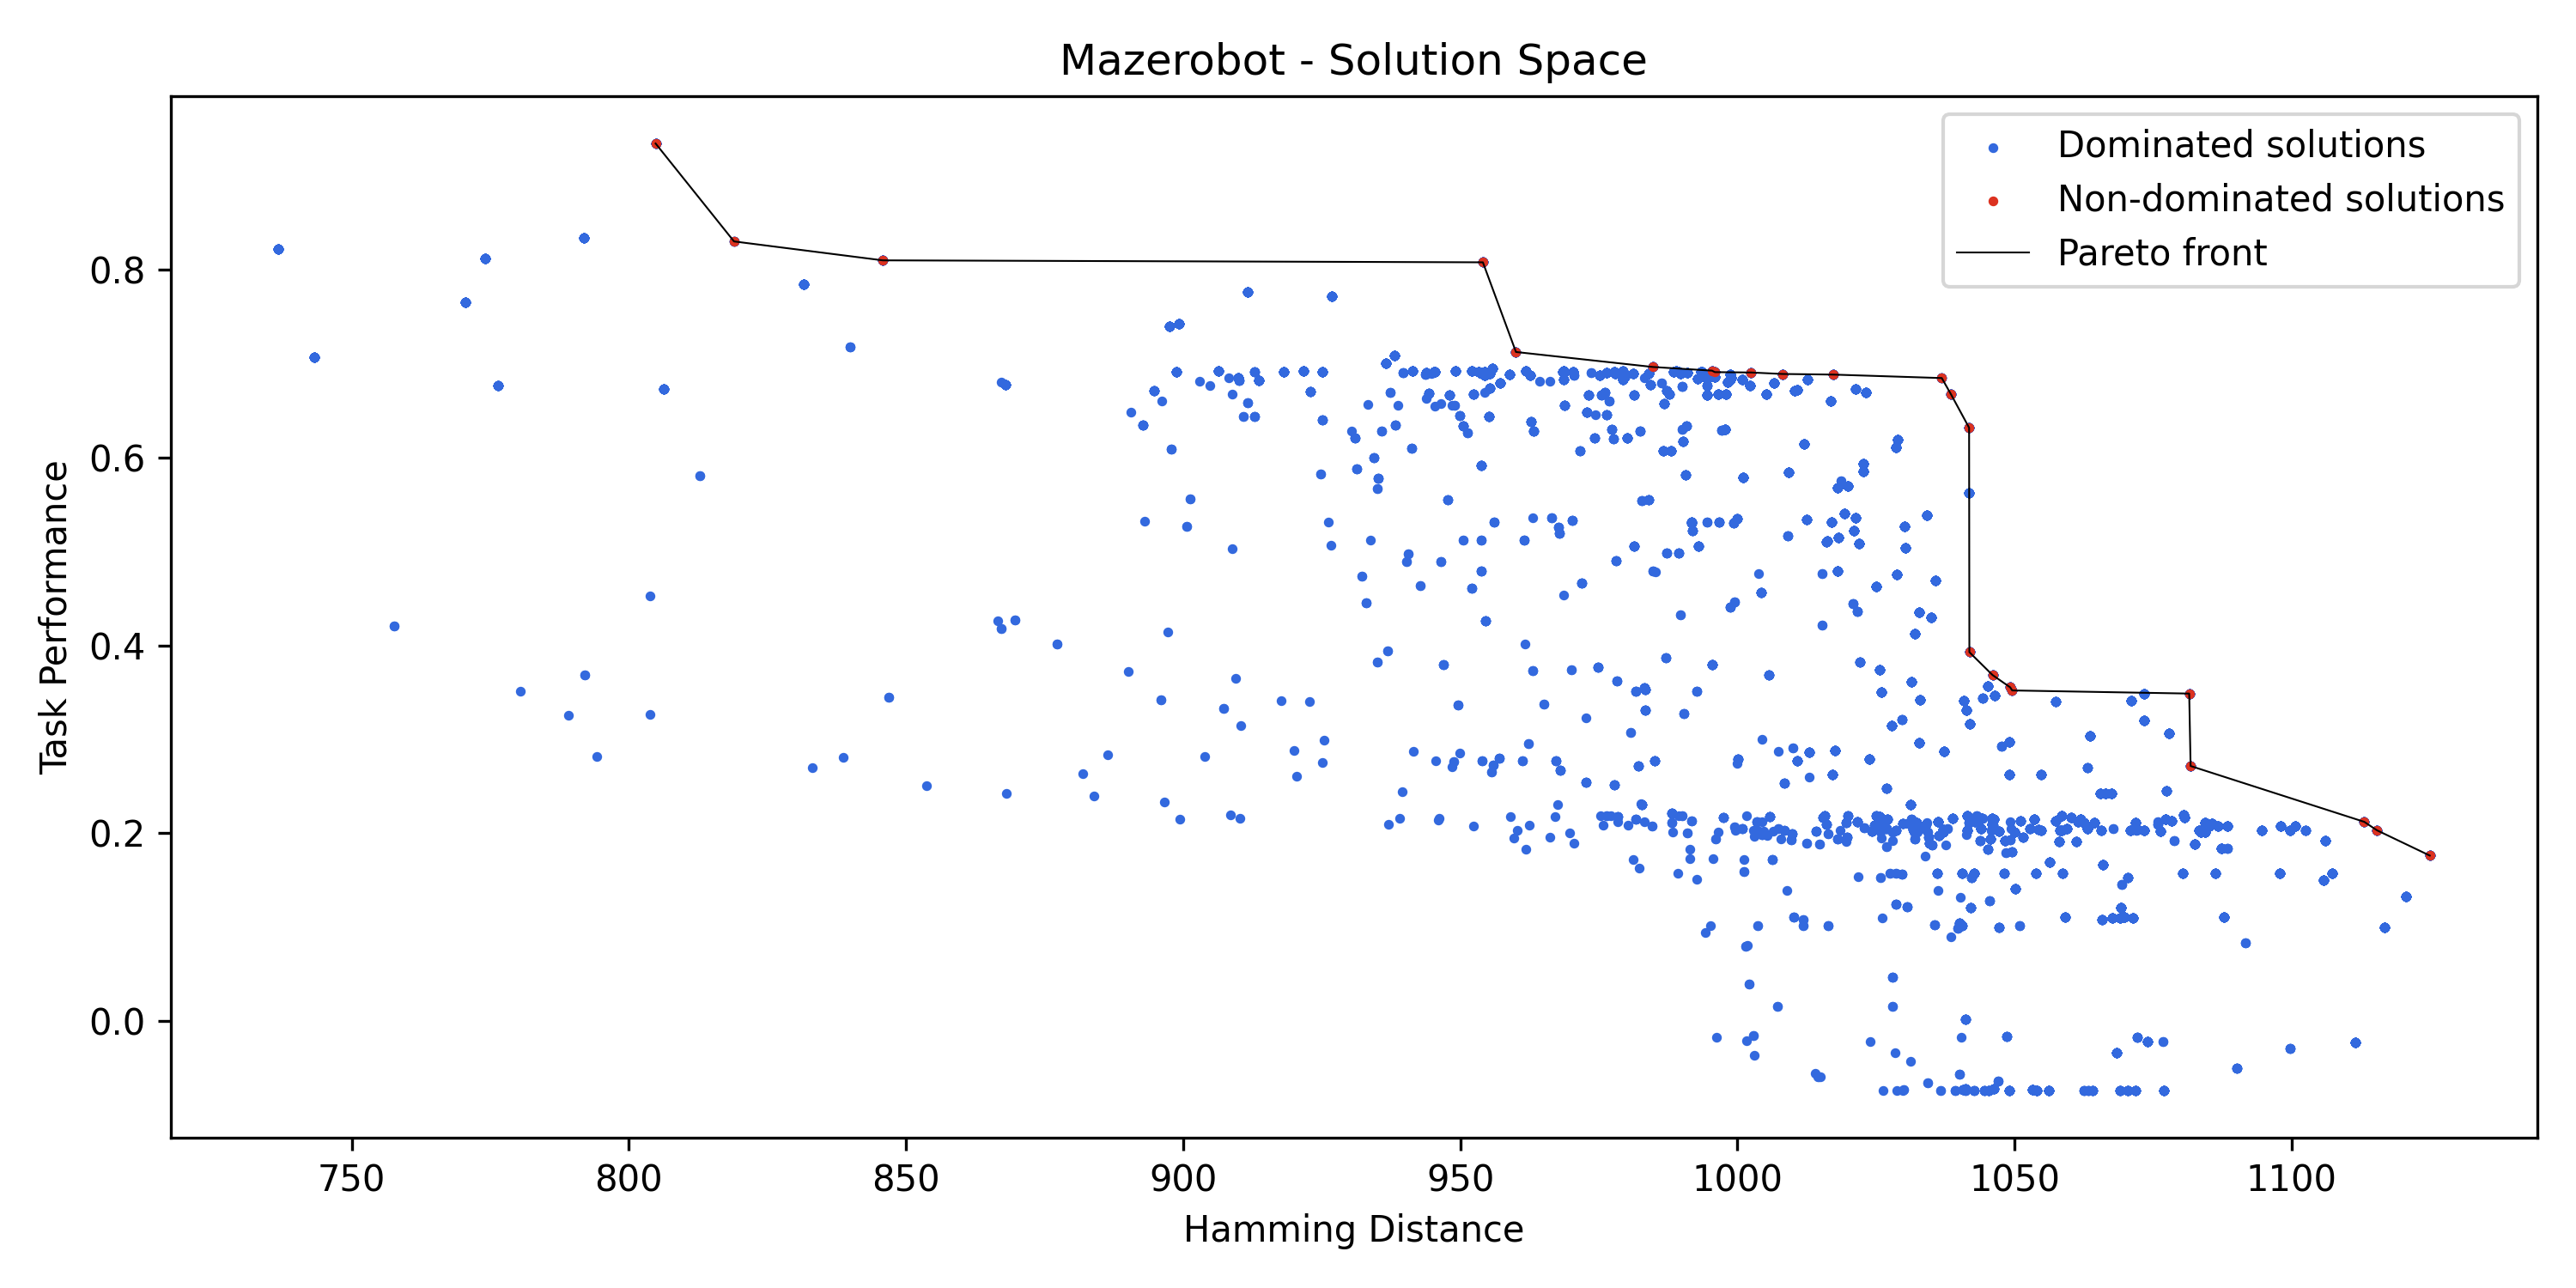 Mazerobot - Solution Space
Dominated solutions
Non-dominated solutions
Pareto front
Task Performance
0.8
0.6
0.4
0.2
0.0
750 800 850 900 950 1000 1050 1100
Hamming Distance